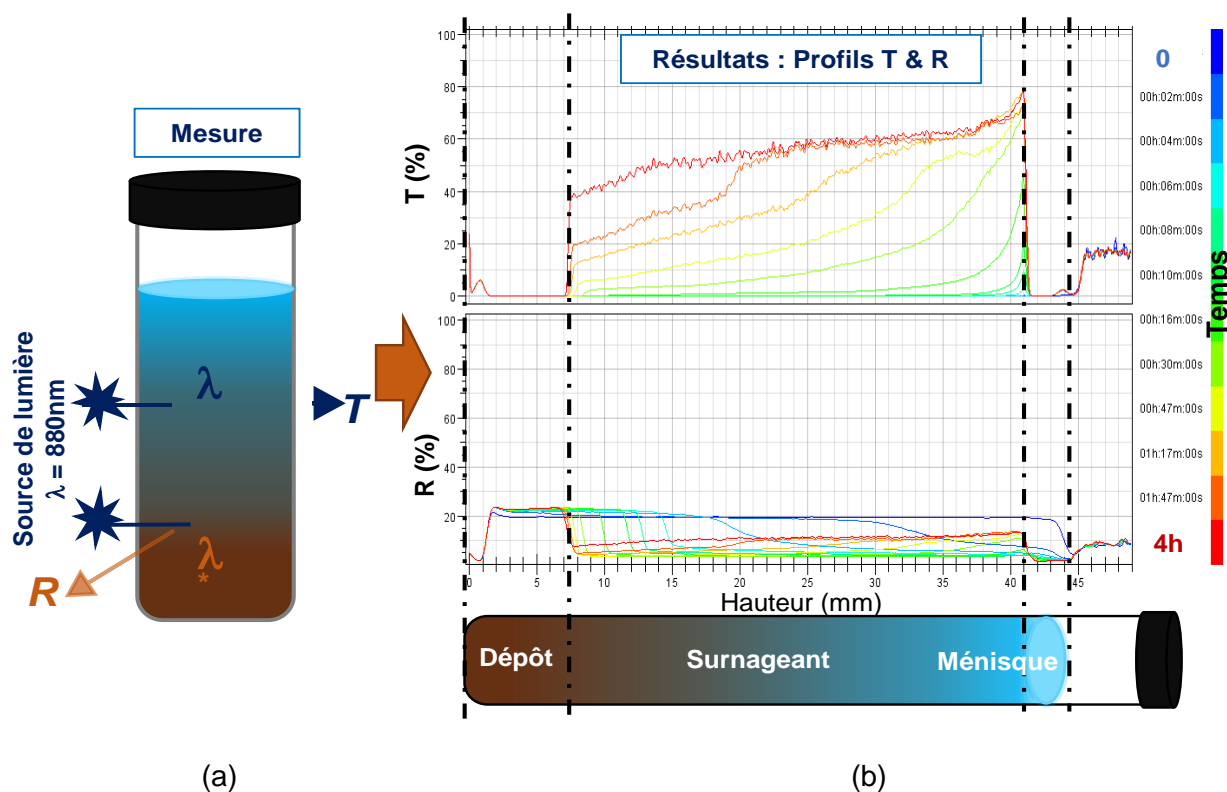 Mesure
Source de lumière
λ = 880nm
λ
T
λ
*
R
(a)
Résultats : Profils T & R
T (%)
100
80
60
40
20
0
R (%)
100
80
60
40
20
0
5
10
15
20
25
30
35
40
45
Hauteur (mm)
0
00h:02m:00s
00h:04m:00s
00h:06m:00s
00h:08m:00s
00h:10m:00s
00h:16m:00s
00h:30m:00s
00h:47m:00s
01h:17m:00s
01h:47m:00s
4h
Temps
Dépôt
Surnageant
Ménisque
(b)